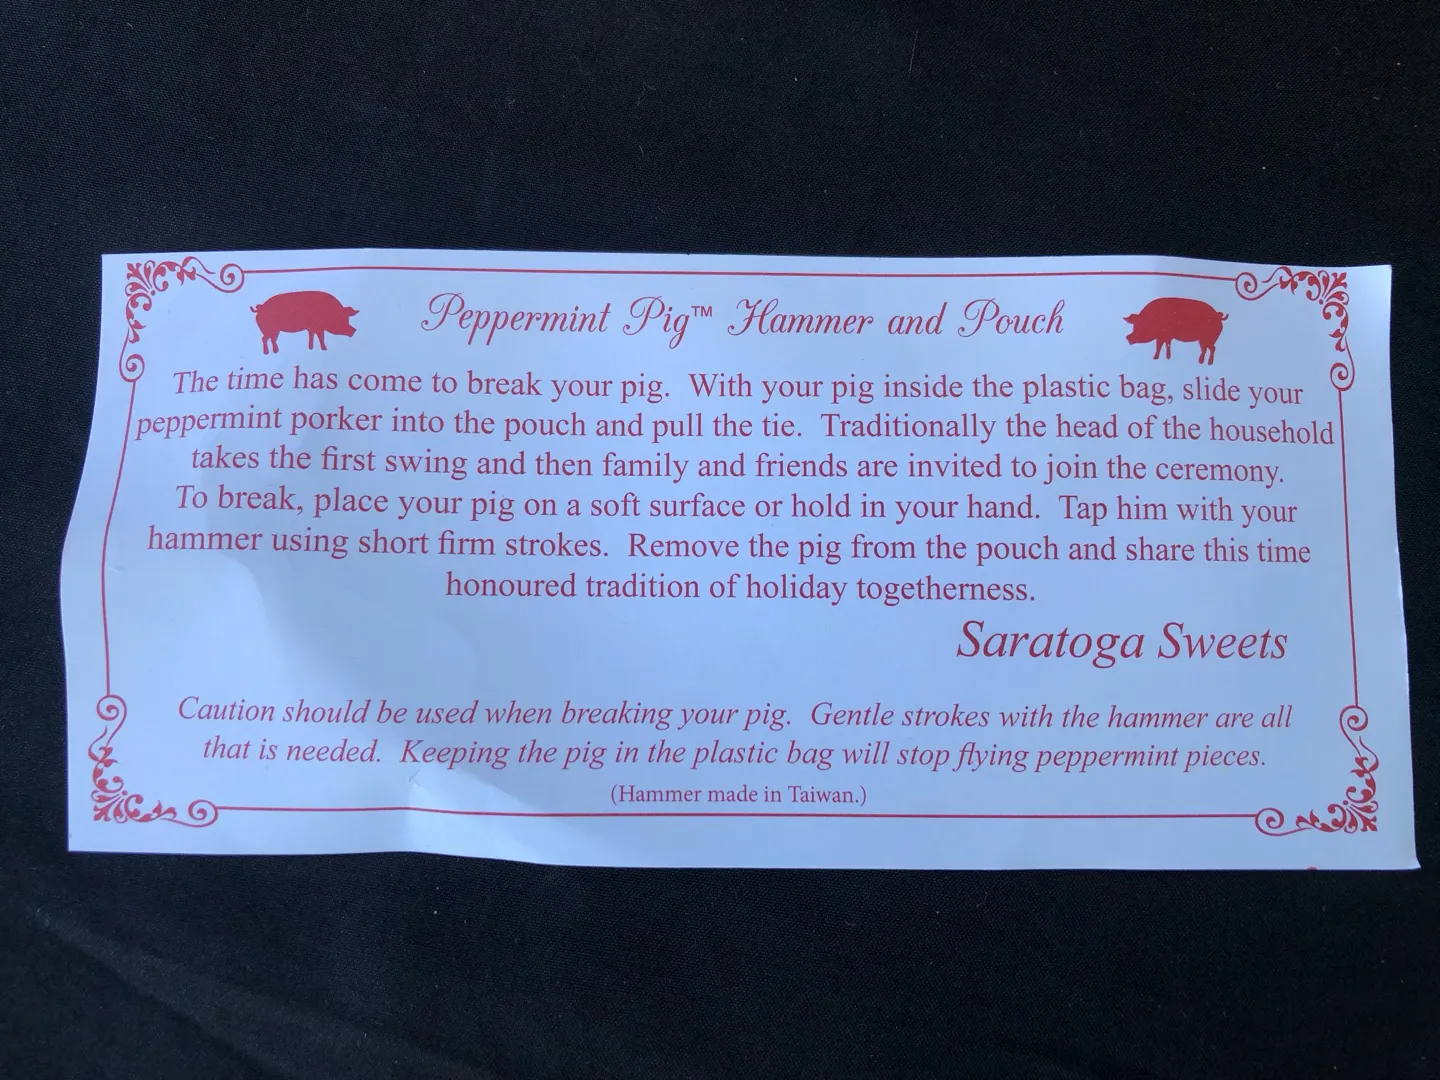 Peppermint Pig™ Hammer and Pouch
The time has come to break your pig. With your pig inside the plastic bag, slide your
peppermint porker into the pouch and pull the tie. Traditionally the head of the household
takes the first swing and then family and friends are invited to join the ceremony.
To break, place your pig on a soft surface or hold in your hand. Tap him with your
hammer using short firm strokes. Remove the pig from the pouch and share this time
honoured tradition of holiday togetherness.
Saratoga Sweets
Caution should be used when breaking your pig. Gentle strokes with the hammer are all
that is needed. Keeping the pig in the plastic bag will stop flying peppermint pieces.
(Hammer made in Taiwan.)